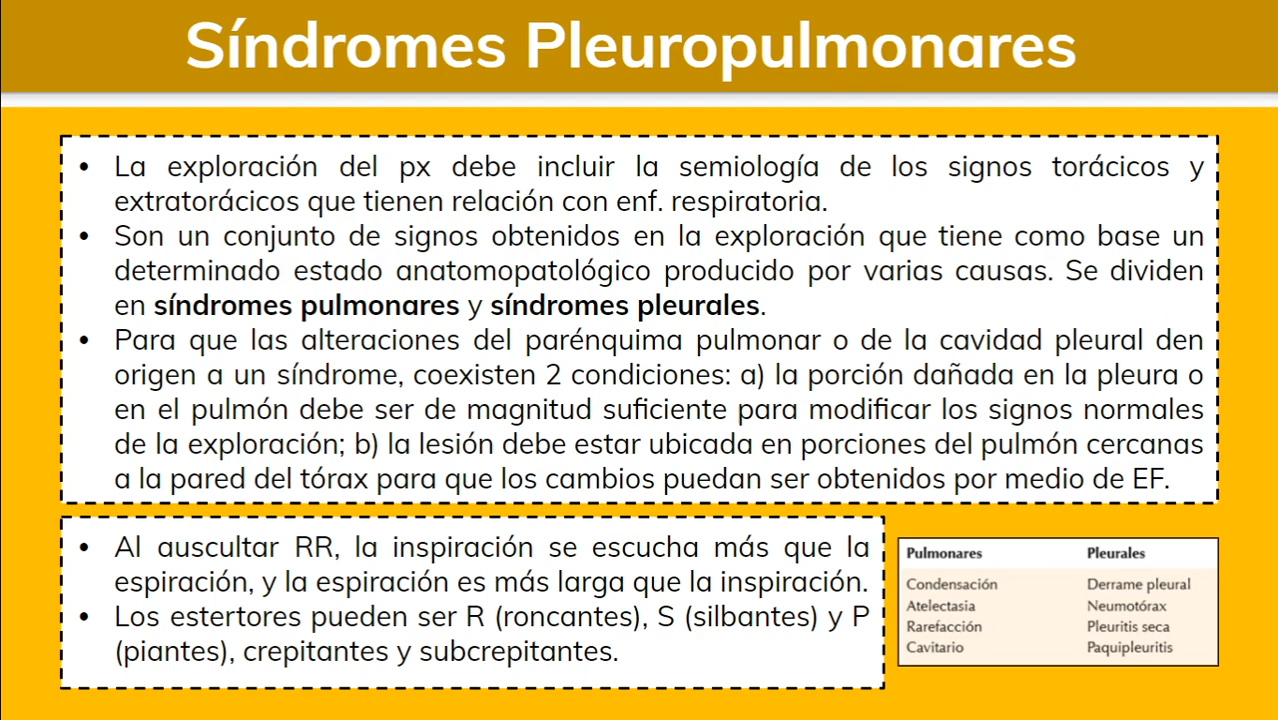 Síndromes Pleuropulmonares
• La exploración del px debe incluir la semiología de los signos torácicos y
extratorácicos que tienen relación con enf. respiratoria.
• Son un conjunto de signos obtenidos en la exploración que tiene como base un
determinado estado anatomopatológico producido por varias causas. Se dividen
en síndromes pulmonares y síndromes pleurales.
• Para que las alteraciones del parénquima pulmonar o de la cavidad pleural den
origen a un síndrome, coexisten 2 condiciones: a) la porción dañada en la pleura o
en el pulmón debe ser de magnitud suficiente para modificar los signos normales
de la exploración; b) la lesión debe estar ubicada en porciones del pulmón cercanas
a la pared del tórax para que los cambios puedan ser obtenidos por medio de EF.
• Al auscultar RR, la inspiración se escucha más que la
espiración, y la espiración es más larga que la inspiración.
• Los estertores pueden ser R (roncantes), S (silbantes) y P
(piantes), crepitantes y subcrepitantes.
Pulmonares Pleurales
Condensación Derrame pleural
Atelectasia Neumotórax
Rarefacción Pleuritis seca
Cavitario Paquipleuritis